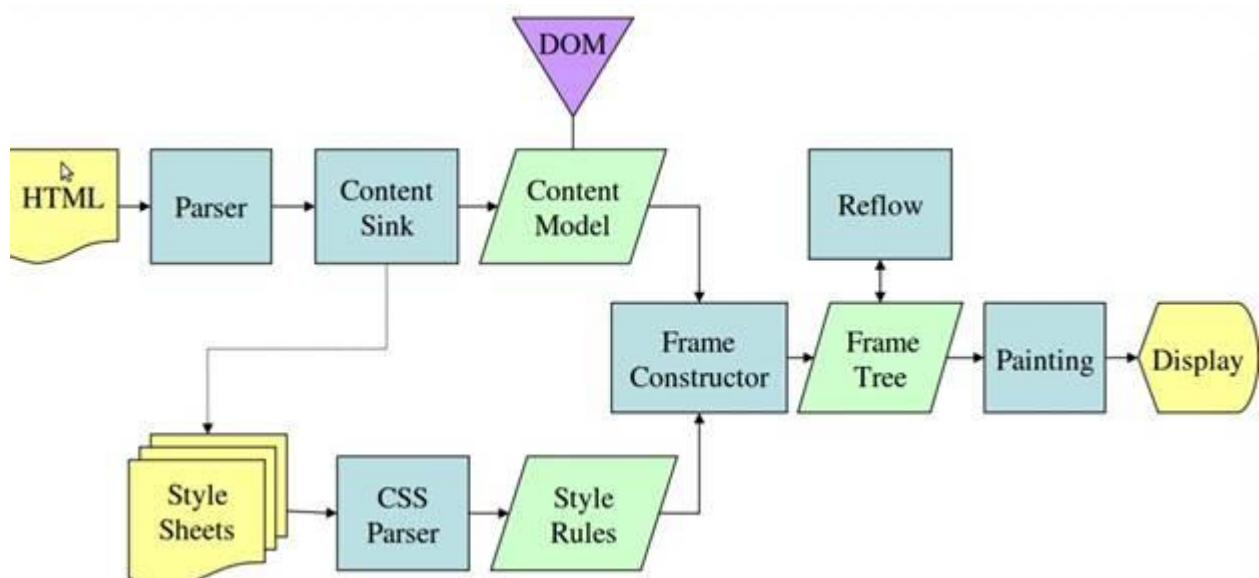 DOM
HTML
Parser
Content
Sink
Content
Model
Reflow
Frame
Constructor
Frame
Tree
Painting
Display
Style
Sheets
CSS
Parser
Style
Rules